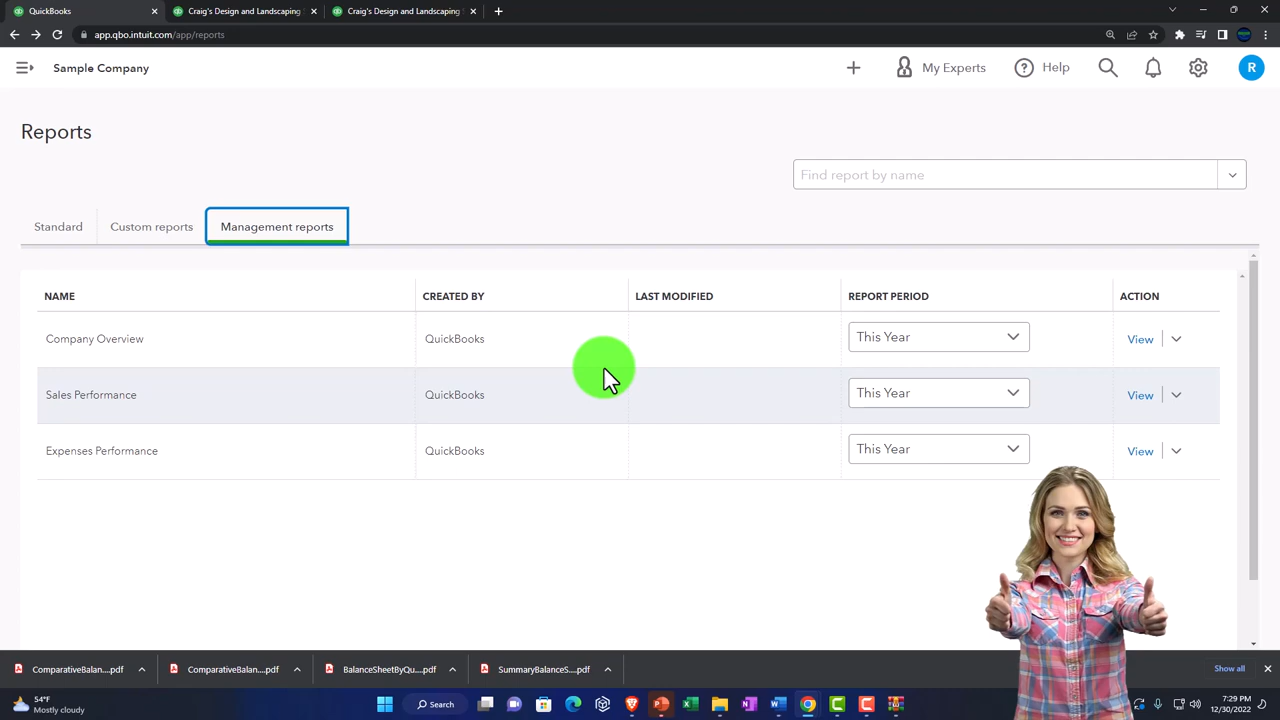 QuickBooks
Craig's Design and Landscaping
Craig's Design and Landscaping
app.qbo.intuit.com/app/reports
Sample Company
My Experts
Help
R
Reports
Find report by name
Standard
Custom reports
Management reports
NAME
CREATED BY
LAST MODIFIED
REPORT PERIOD
ACTION
Company Overview
QuickBooks
This Year
View
Sales Performance
QuickBooks
This Year
View
Expenses Performance
QuickBooks
This Year
View
ComparativeBalan....pdf
ComparativeBalan....pdf
BalanceSheetByQu....pdf
SummaryBalanceS....pdf
Show all
54°F
Mostly cloudy
Search
7:29 PM
12/30/2022